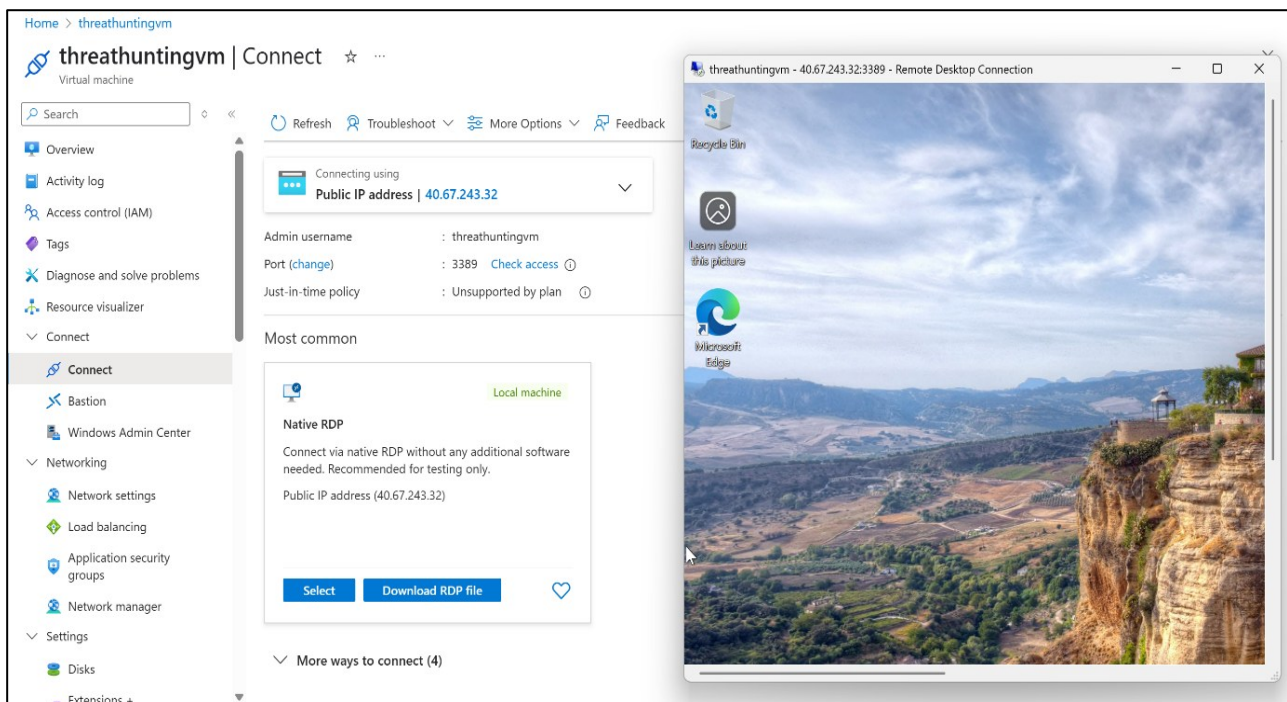 Home > threathuntingvm
threathuntingvm | Connect
Virtual machine
Search
Overview
Activity log
Access control (IAM)
Tags
Diagnose and solve problems
Resource visualizer
Connect
Connect
Bastion
Windows Admin Center
Networking
Network settings
Load balancing
Application security
groups
Network manager
Settings
Disks
Extensions +
Refresh Troubleshoot More Options Feedback
Connecting using
Public IP address | 40.67.243.32
Admin username : threathuntingvm
Port (change) : 3389 Check access
Just-in-time policy : Unsupported by plan
Most common
Local machine
Native RDP
Connect via native RDP without any additional software
needed. Recommended for testing only.
Public IP address (40.67.243.32)
Select Download RDP file
More ways to connect (4)
threathuntingvm - 40.67.243.32:3389 - Remote Desktop Connection
Recycle Bin
Learn about
this picture
Microsoft
Edge